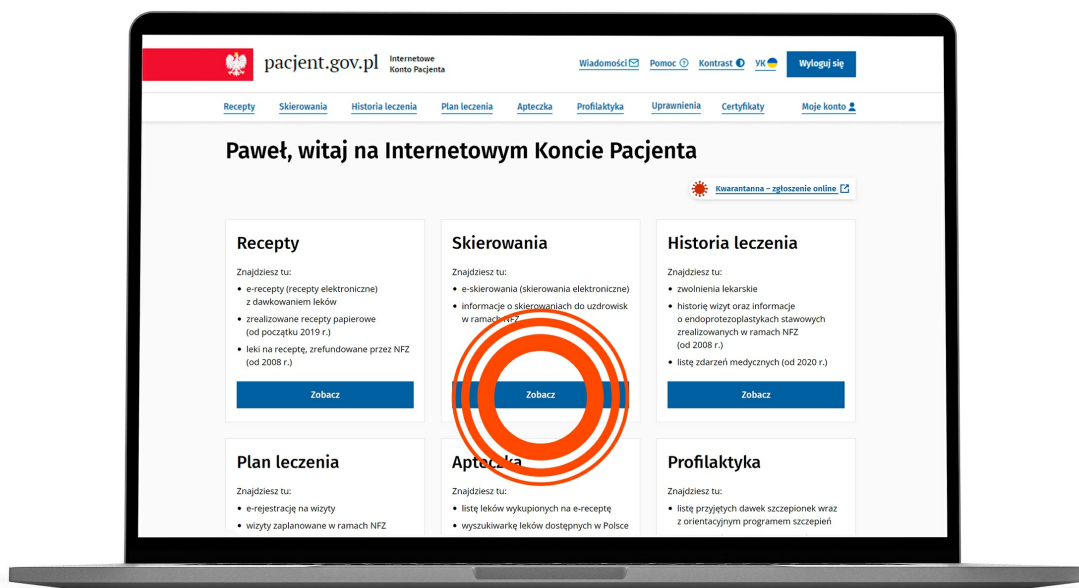 pacjent.gov.pl
Internetowe
Konto Pacjenta
Wiadomości
Pomoc
Kontrast
УК
Wyloguj się
Recepty
Skierowania
Historia leczenia
Plan leczenia
Apteczka
Profilaktyka
Uprawnienia
Certyfikaty
Moje konto
Paweł, witaj na Internetowym Koncie Pacjenta
Kwarantanna – zgłoszenie online
Recepty
Znajdziesz tu:
• e-recepty (recepty elektroniczne)
z dawkowaniem leków
• zrealizowane recepty papierowe
(od początku 2019 r.)
• leki na receptę, zrefundowane przez NFZ
(od 2008 r.)
Zobacz
Skierowania
Znajdziesz tu:
• e-skierowania (skierowania elektroniczne)
• informacje o skierowaniach do uzdrowisk
w ramach NFZ
Zobacz
Historia leczenia
Znajdziesz tu:
• zwolnienia lekarskie
• historię wizyt oraz informacje
o endoprotezoplastykach stawowych
zrealizowanych w ramach NFZ
(od 2008 r.)
• listę zdarzeń medycznych (od 2020 r.)
Zobacz
Plan leczenia
Znajdziesz tu:
• e-rejestrację na wizyty
• wizyty zaplanowane w ramach NFZ
Apteczka
Znajdziesz tu:
• listę leków wykupionych na e-receptę
• wyszukiwarkę leków dostępnych w Polsce
Profilaktyka
Znajdziesz tu:
• listę przyjętych dawek szczepionek wraz
z orientacyjnym programem szczepień